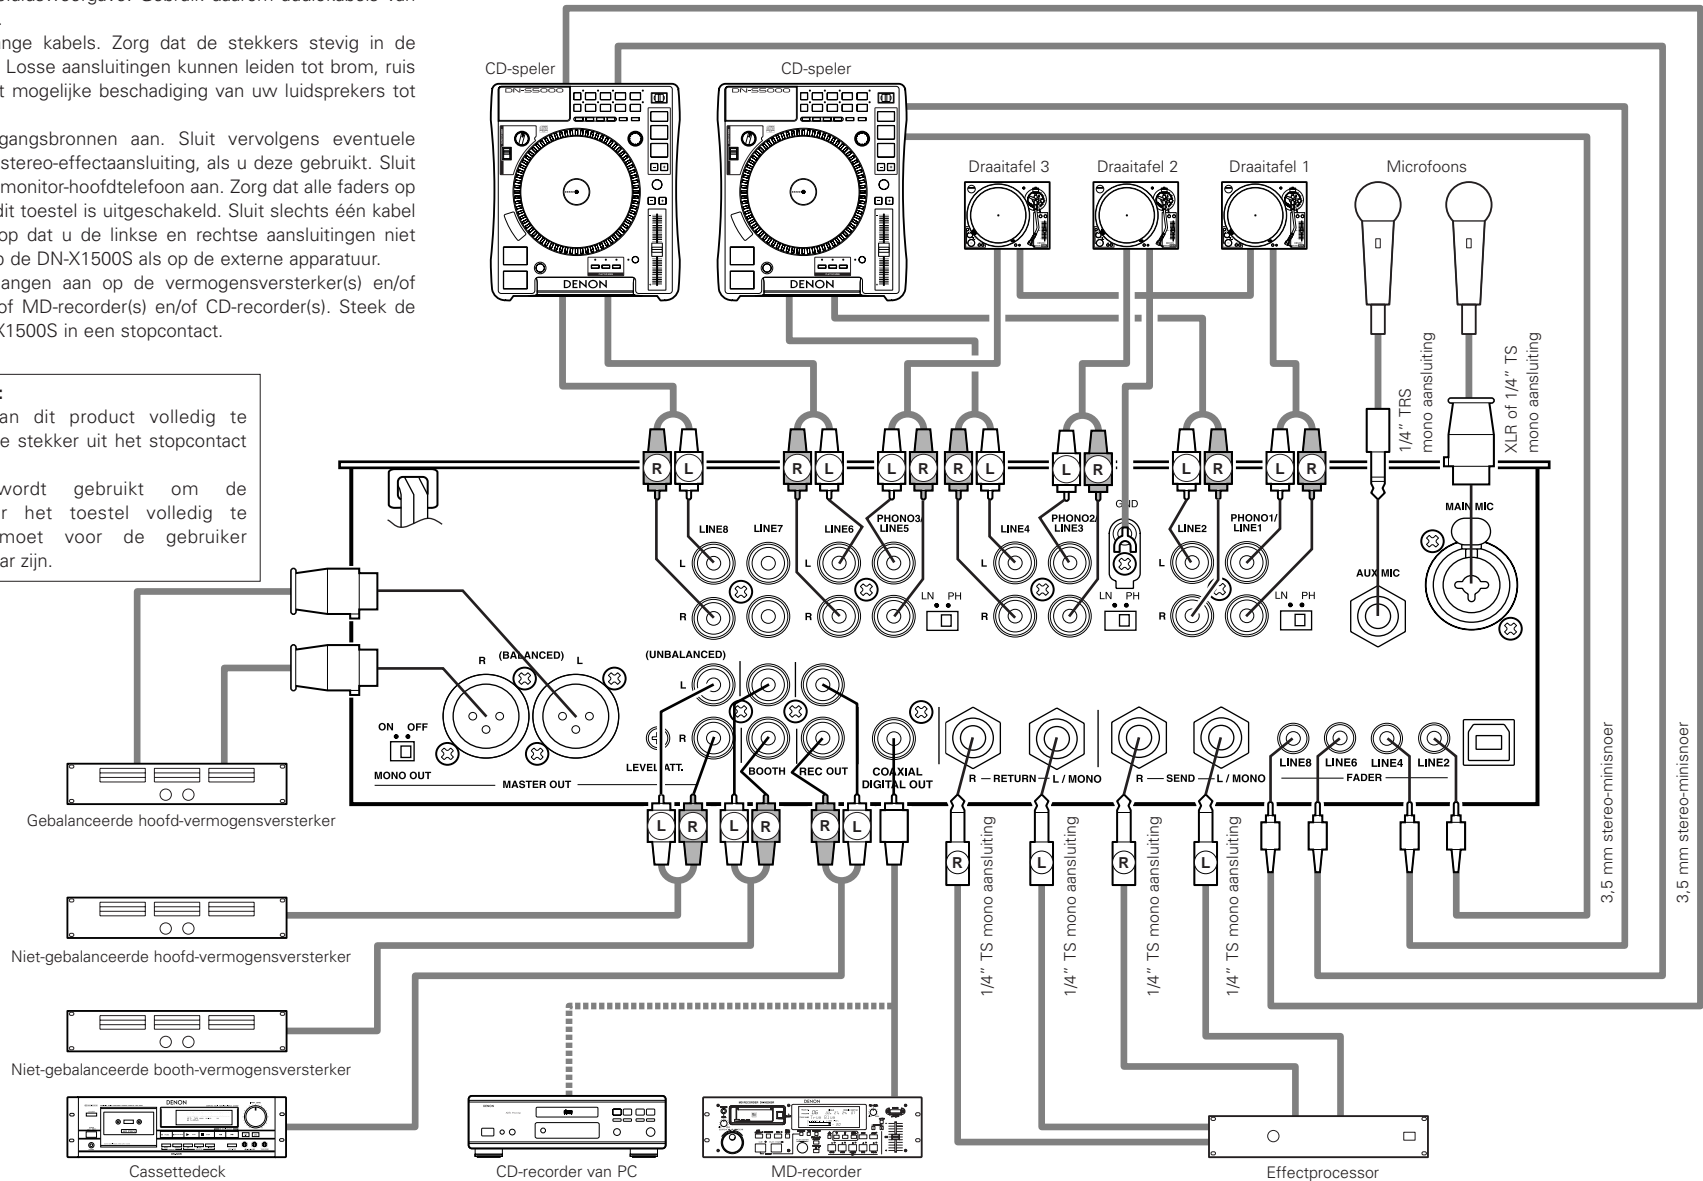 nge kabels. Zorg dat de stekkers stevig in de
Losse aansluitingen kunnen leiden tot brom, ruis
t mogelijke beschadiging van uw luidsprekers tot
gangsbronnen aan. Sluit vervolgens eventuele
stereo-effectaansluiting, als u deze gebruikt. Sluit
monitor-hoofdtelefoon aan. Zorg dat alle faders op
dit toestel is uitgeschakeld. Sluit slechts één kabel
op dat u de linkse en rechtse aansluitingen niet
o de DN-X1500S als op de externe apparatuur.
angen aan op de vermogensversterker(s) en/of
of MD-recorder(s) en/of CD-recorder(s). Steek de
X1500S in een stopcontact.
:
an dit product volledig te
e stekker uit het stopcontact
wordt gebruikt om de
r het toestel volledig te
moet voor de gebruiker
ar zijn.
CD-speler
CD-speler
DN-S5000
DN-S5000
DENON
DENON
Draaitafel 3
Draaitafel 2
Draaitafel 1
Microfoons
1/4" TRS
mono aansluiting
XLR of 1/4" TS
mono aansluiting
R L R L L R R L L R L R L R
LINE8
LINE7
LINE6
PHONO3/
LINE5
LINE4
PHONO2/
LINE3
GND
LINE2
PHONO1/
LINE1
MAIN MIC
AUX MIC
L
L
L
L
LN PH
LN PH
LN PH
R
R
R
R
R (BALANCED) L
(UNBALANCED)
L
R
ON OFF
MONO OUT
MASTER OUT
LEVEL ATT.
BOOTH
REC OUT
COAXIAL
DIGITAL OUT
R — RETURN — L / MONO
R — SEND — L / MONO
LINE8
LINE6
LINE4
LINE2
FADER
L R L R R L
R
L
R
L
1/4" TS mono aansluiting
1/4" TS mono aansluiting
1/4" TS mono aansluiting
1/4" TS mono aansluiting
3,5 mm stereo-minisnoer
3,5 mm stereo-minisnoer
Gebalanceerde hoofd-vermogensversterker
Niet-gebalanceerde hoofd-vermogensversterker
Niet-gebalanceerde booth-vermogensversterker
DENON
DENON
Cassettedeck
CD-recorder van PC
MD-recorder
Effectprocessor